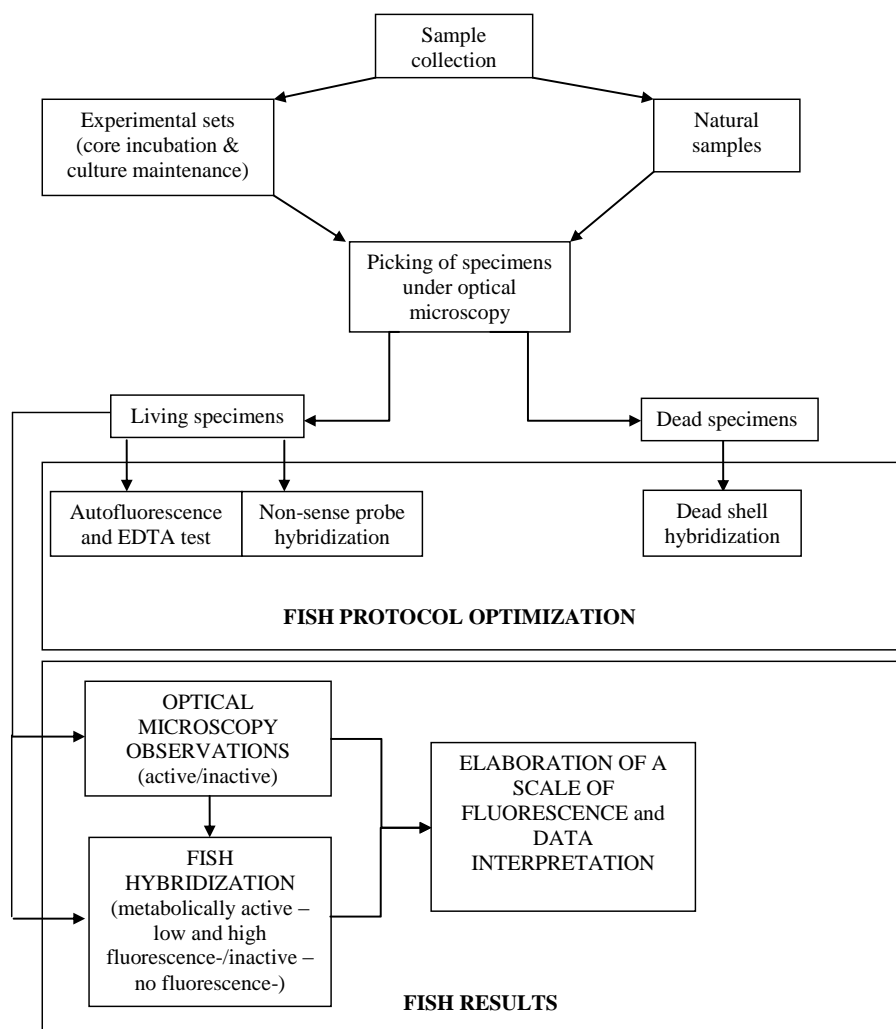 Sample
collection
Experimental sets
(core incubation &
culture maintenance)
Natural
samples
Picking of specimens
under optical
microscopy
Living specimens
Dead specimens
Autofluorescence
and EDTA test
Non-sense probe
hybridization
Dead shell
hybridization
FISH PROTOCOL OPTIMIZATION
OPTICAL
MICROSCOPY
OBSERVATIONS
(active/inactive)
ELABORATION OF A
SCALE OF
FLUORESCENCE and
DATA
INTERPRETATION
FISH
HYBRIDIZATION
(metabolically active –
low and high
fluorescence-/inactive –
no fluorescence-)
FISH RESULTS